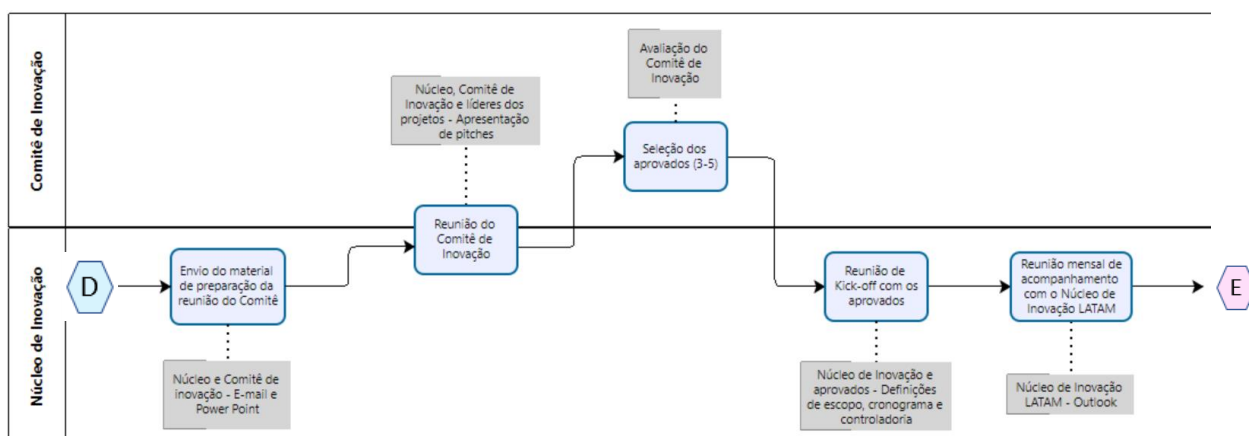 Comitê de Inovação
Avaliação do
Comitê de
Inovação
Núcleo, Comitê de
Inovação e líderes dos
projetos - Apresentação
de pitches
Seleção dos
aprovados (3-5)
Reunião do
Comitê de
Inovação
Núcleo de Inovação
D
Envio do material
de preparação da
reunião do Comitê
Reunião de
Kick-off com os
aprovados
Reunião mensal de
acompanhamento
com o Núcleo de
Inovação LATAM
E
Núcleo e Comitê de
inovação - E-mail e
Power Point
Núcleo de Inovação e
aprovados - Definições
de escopo, cronograma e
controladoria
Núcleo de Inovação
LATAM - Outlook